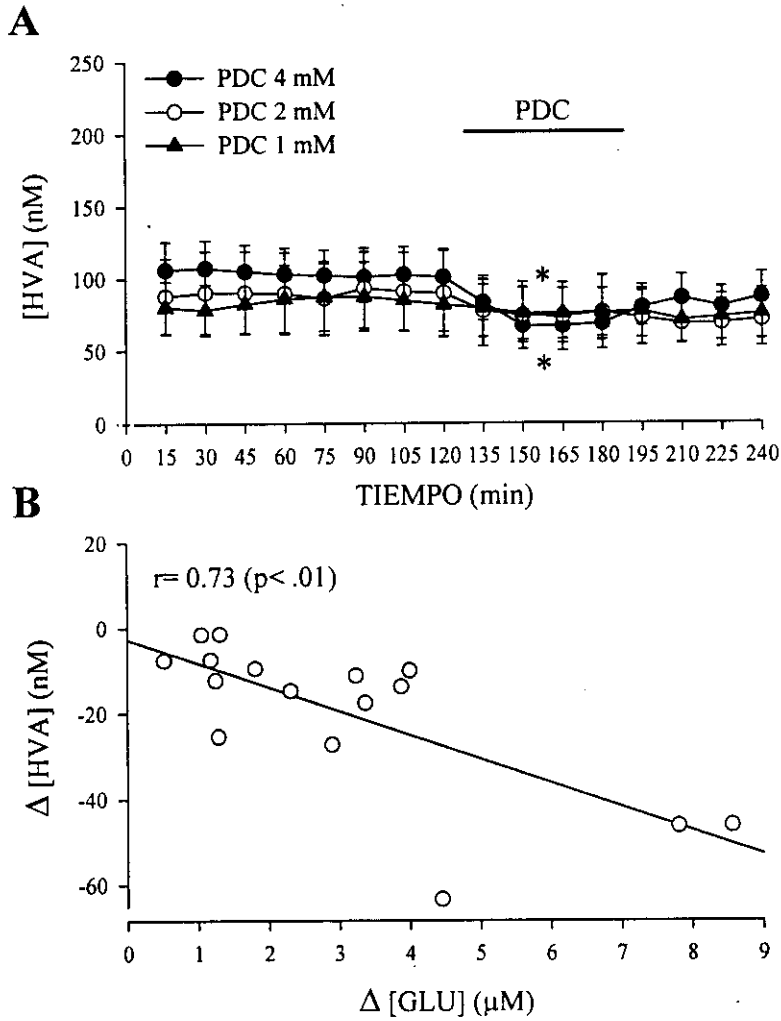 A
PDC 4 mM
PDC 2 mM
PDC 1 mM
PDC
250
200
150
100
50
0
[HVA] (nM)
*
*
0 15 30 45 60 75 90 105 120 135 150 165 180 195 210 225 240
TIEMPO (min)
B
r= 0.73 (p< .01)
20
0
-20
-40
-60
Δ [HVA] (nM)
0 1 2 3 4 5 6 7 8 9
Δ [GLU] (μM)